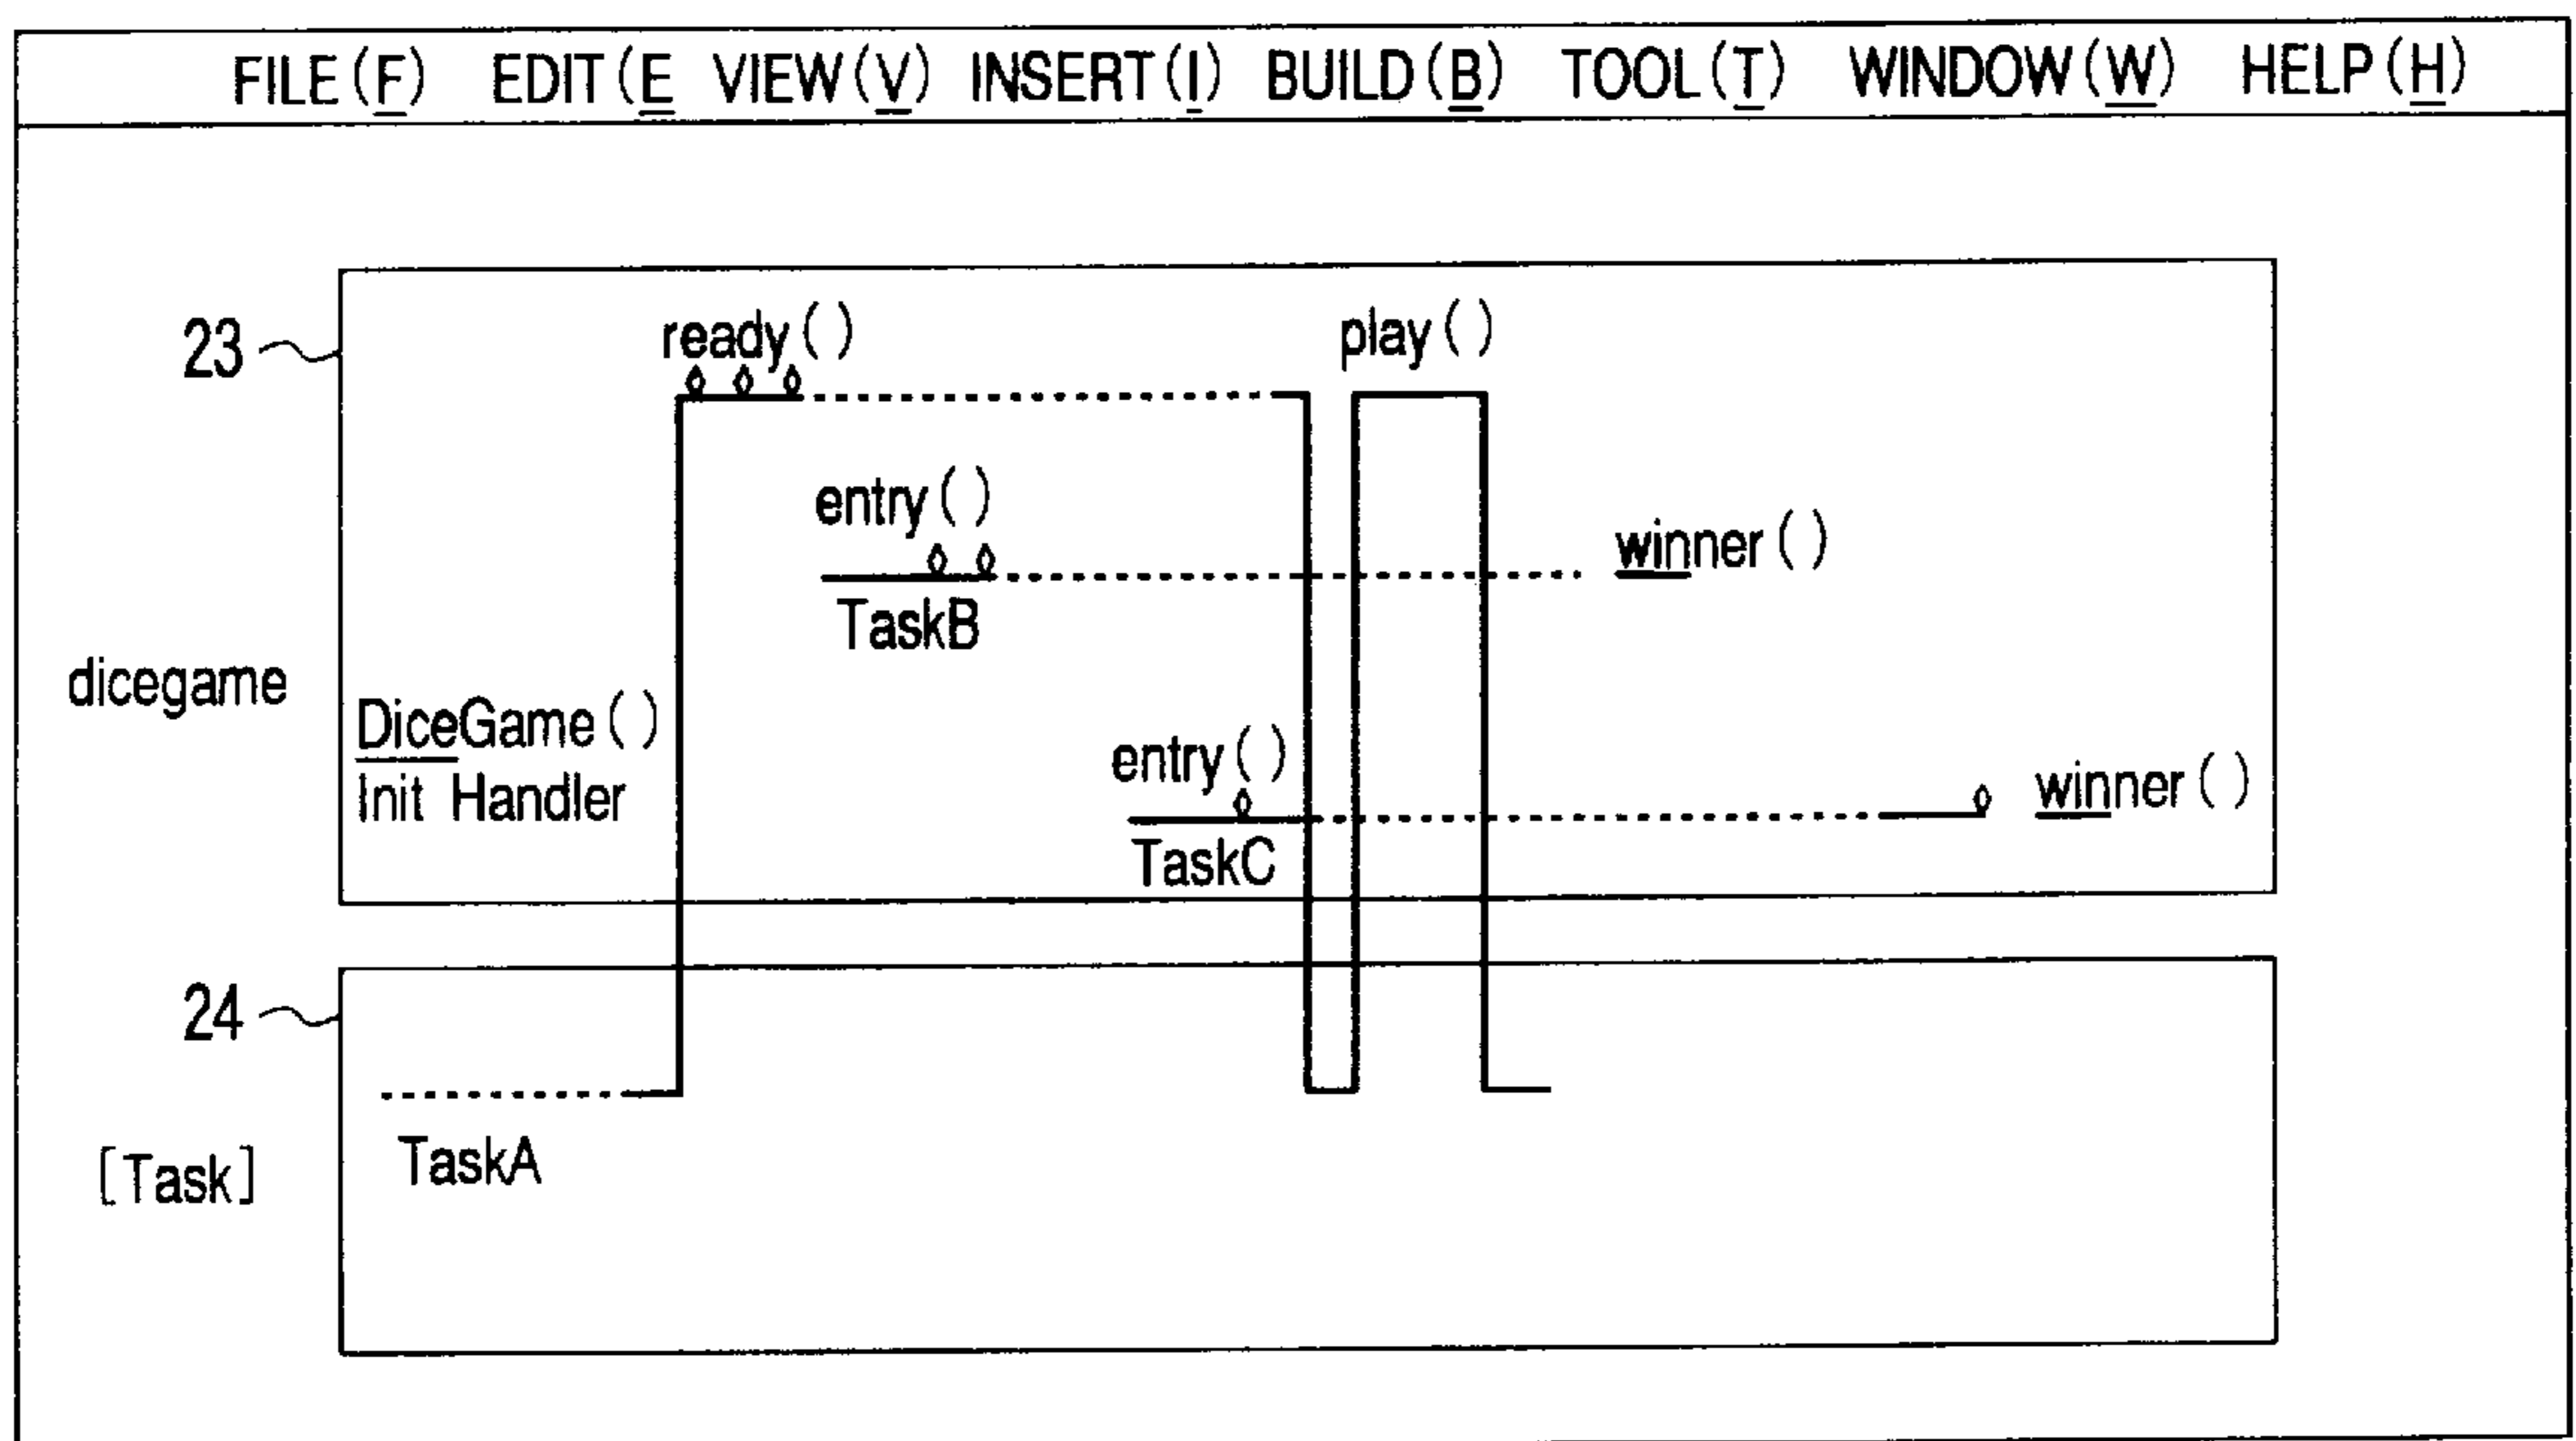 FILE(F) EDIT(E VIEW(V) INSERT(I) BUILD(B) TOOL(T) WINDOW(W) HELP(H)
23
ready()
play()
entry()
winner()
TaskB
dicegame
DiceGame()
Init Handler
entry()
winner()
TaskC
24
[Task]
TaskA